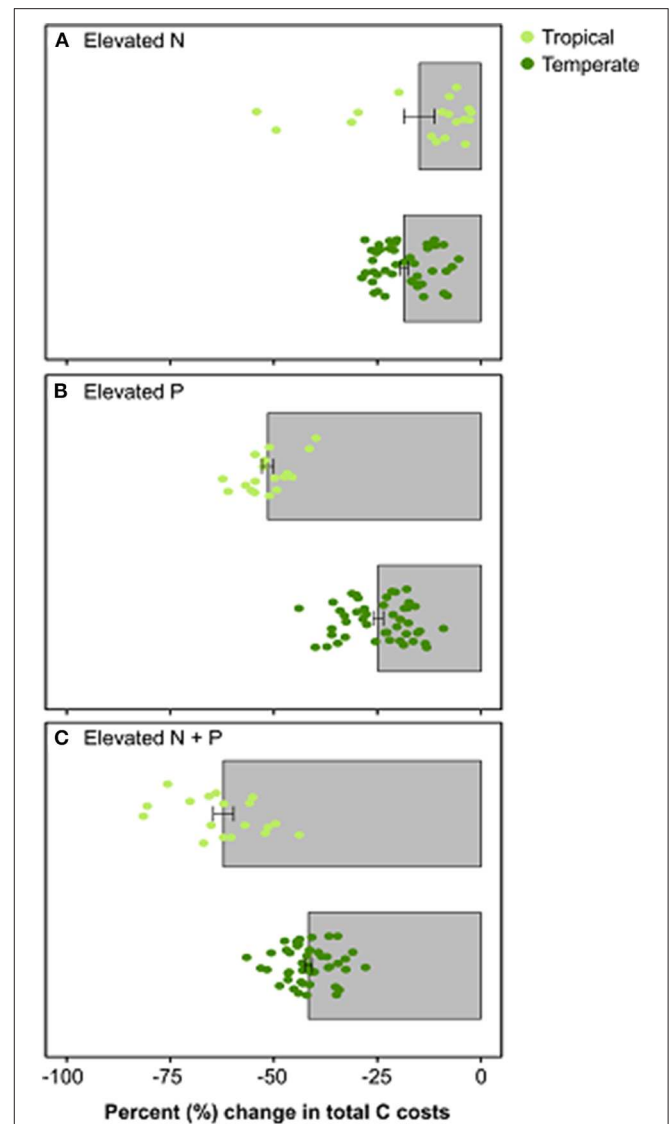 A Elevated N
Tropical
Temperate
B Elevated P
C Elevated N + P
-100 -75 -50 -25 0
Percent (%) change in total C costs